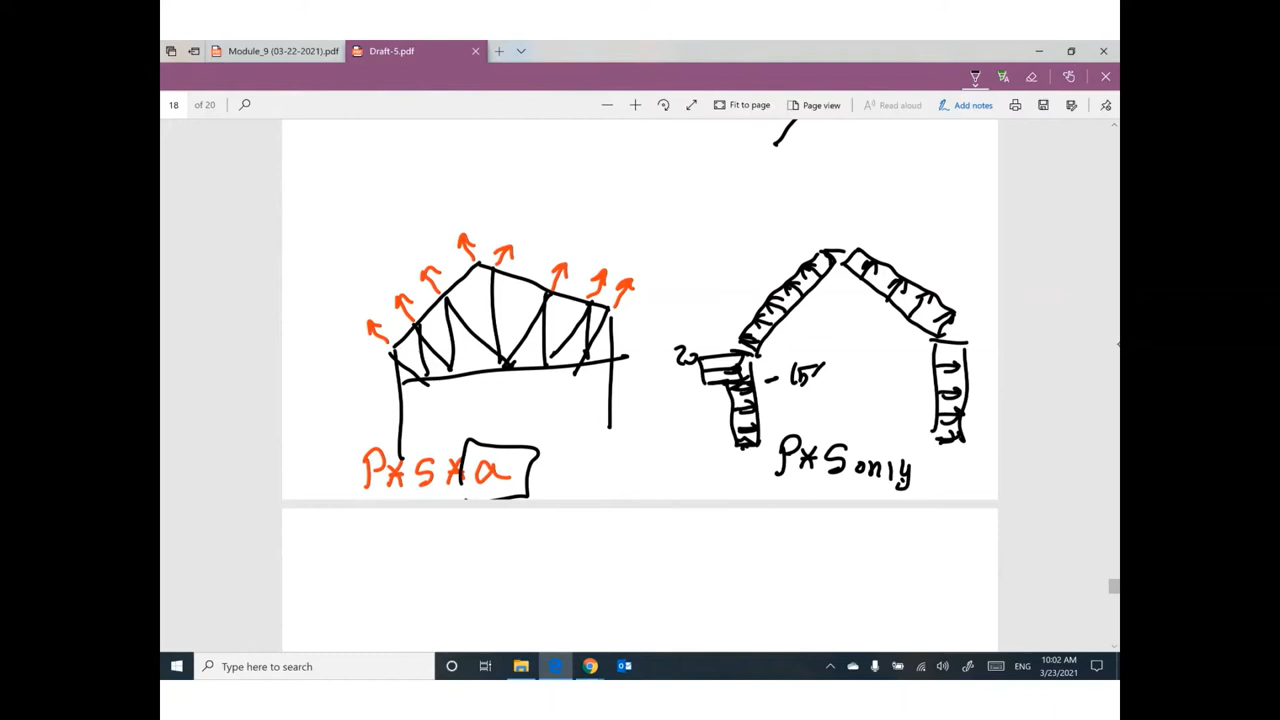 Module_9 (03-22-2021).pdf
Draft-5.pdf
18 of 20
Fit to page
Page view
Read aloud
Add notes
20
15
P*S*a
P*S only
Type here to search
ENG
10:02 AM
3/23/2021